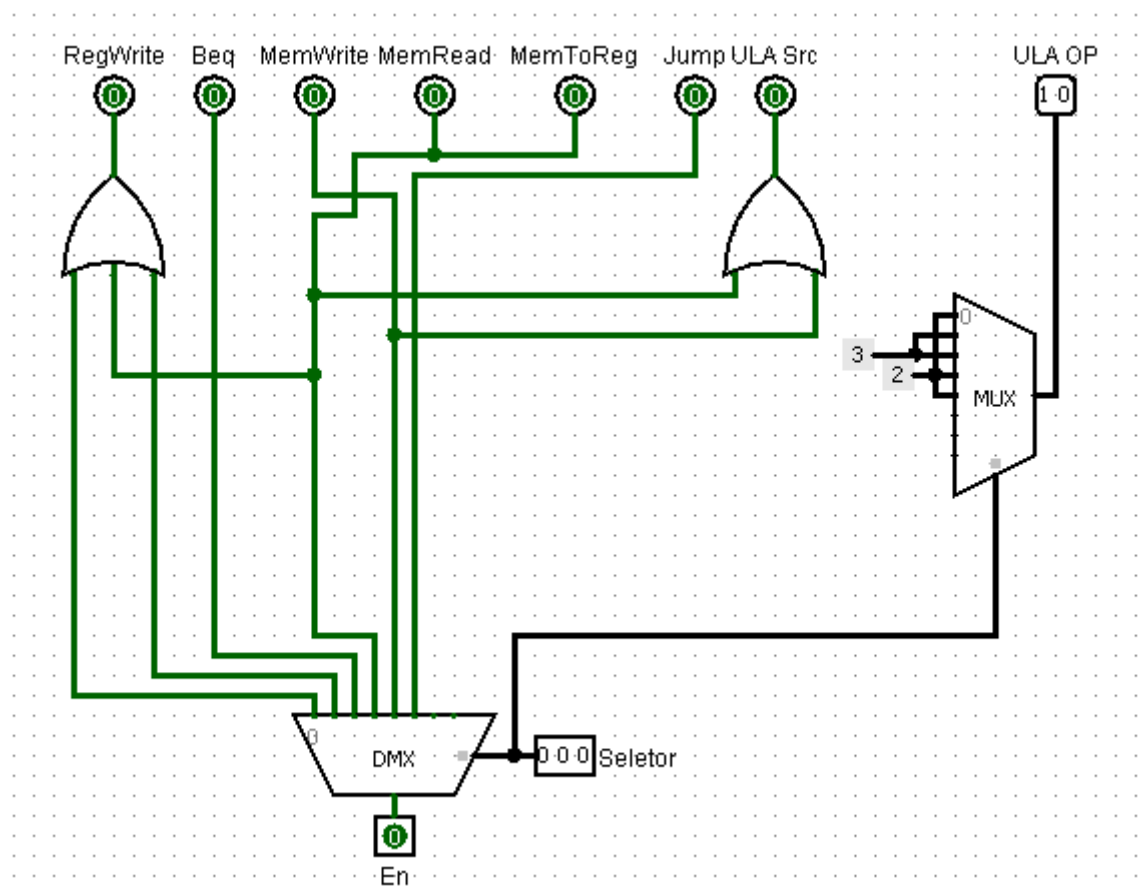 RegWrite Beq MemWrite MemRead MemToReg Jump ULA Src ULA OP
0 0 0 0 0 0 0 1 0
0
3
2
MUX
0
DMX
0 0 0 Seletor
0
En